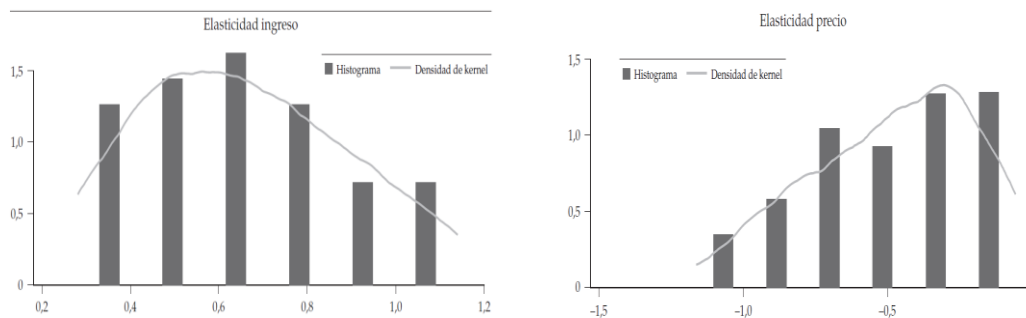 Elasticidad ingreso
Histograma
Densidad de kernel
1,5
1,0
0,5
0
0,2
0,4
0,6
0,8
1,0
1,2
Elasticidad precio
1,5
Histograma
Densidad de kernel
1,0
0,5
0
–1,5
–1,0
–0,5